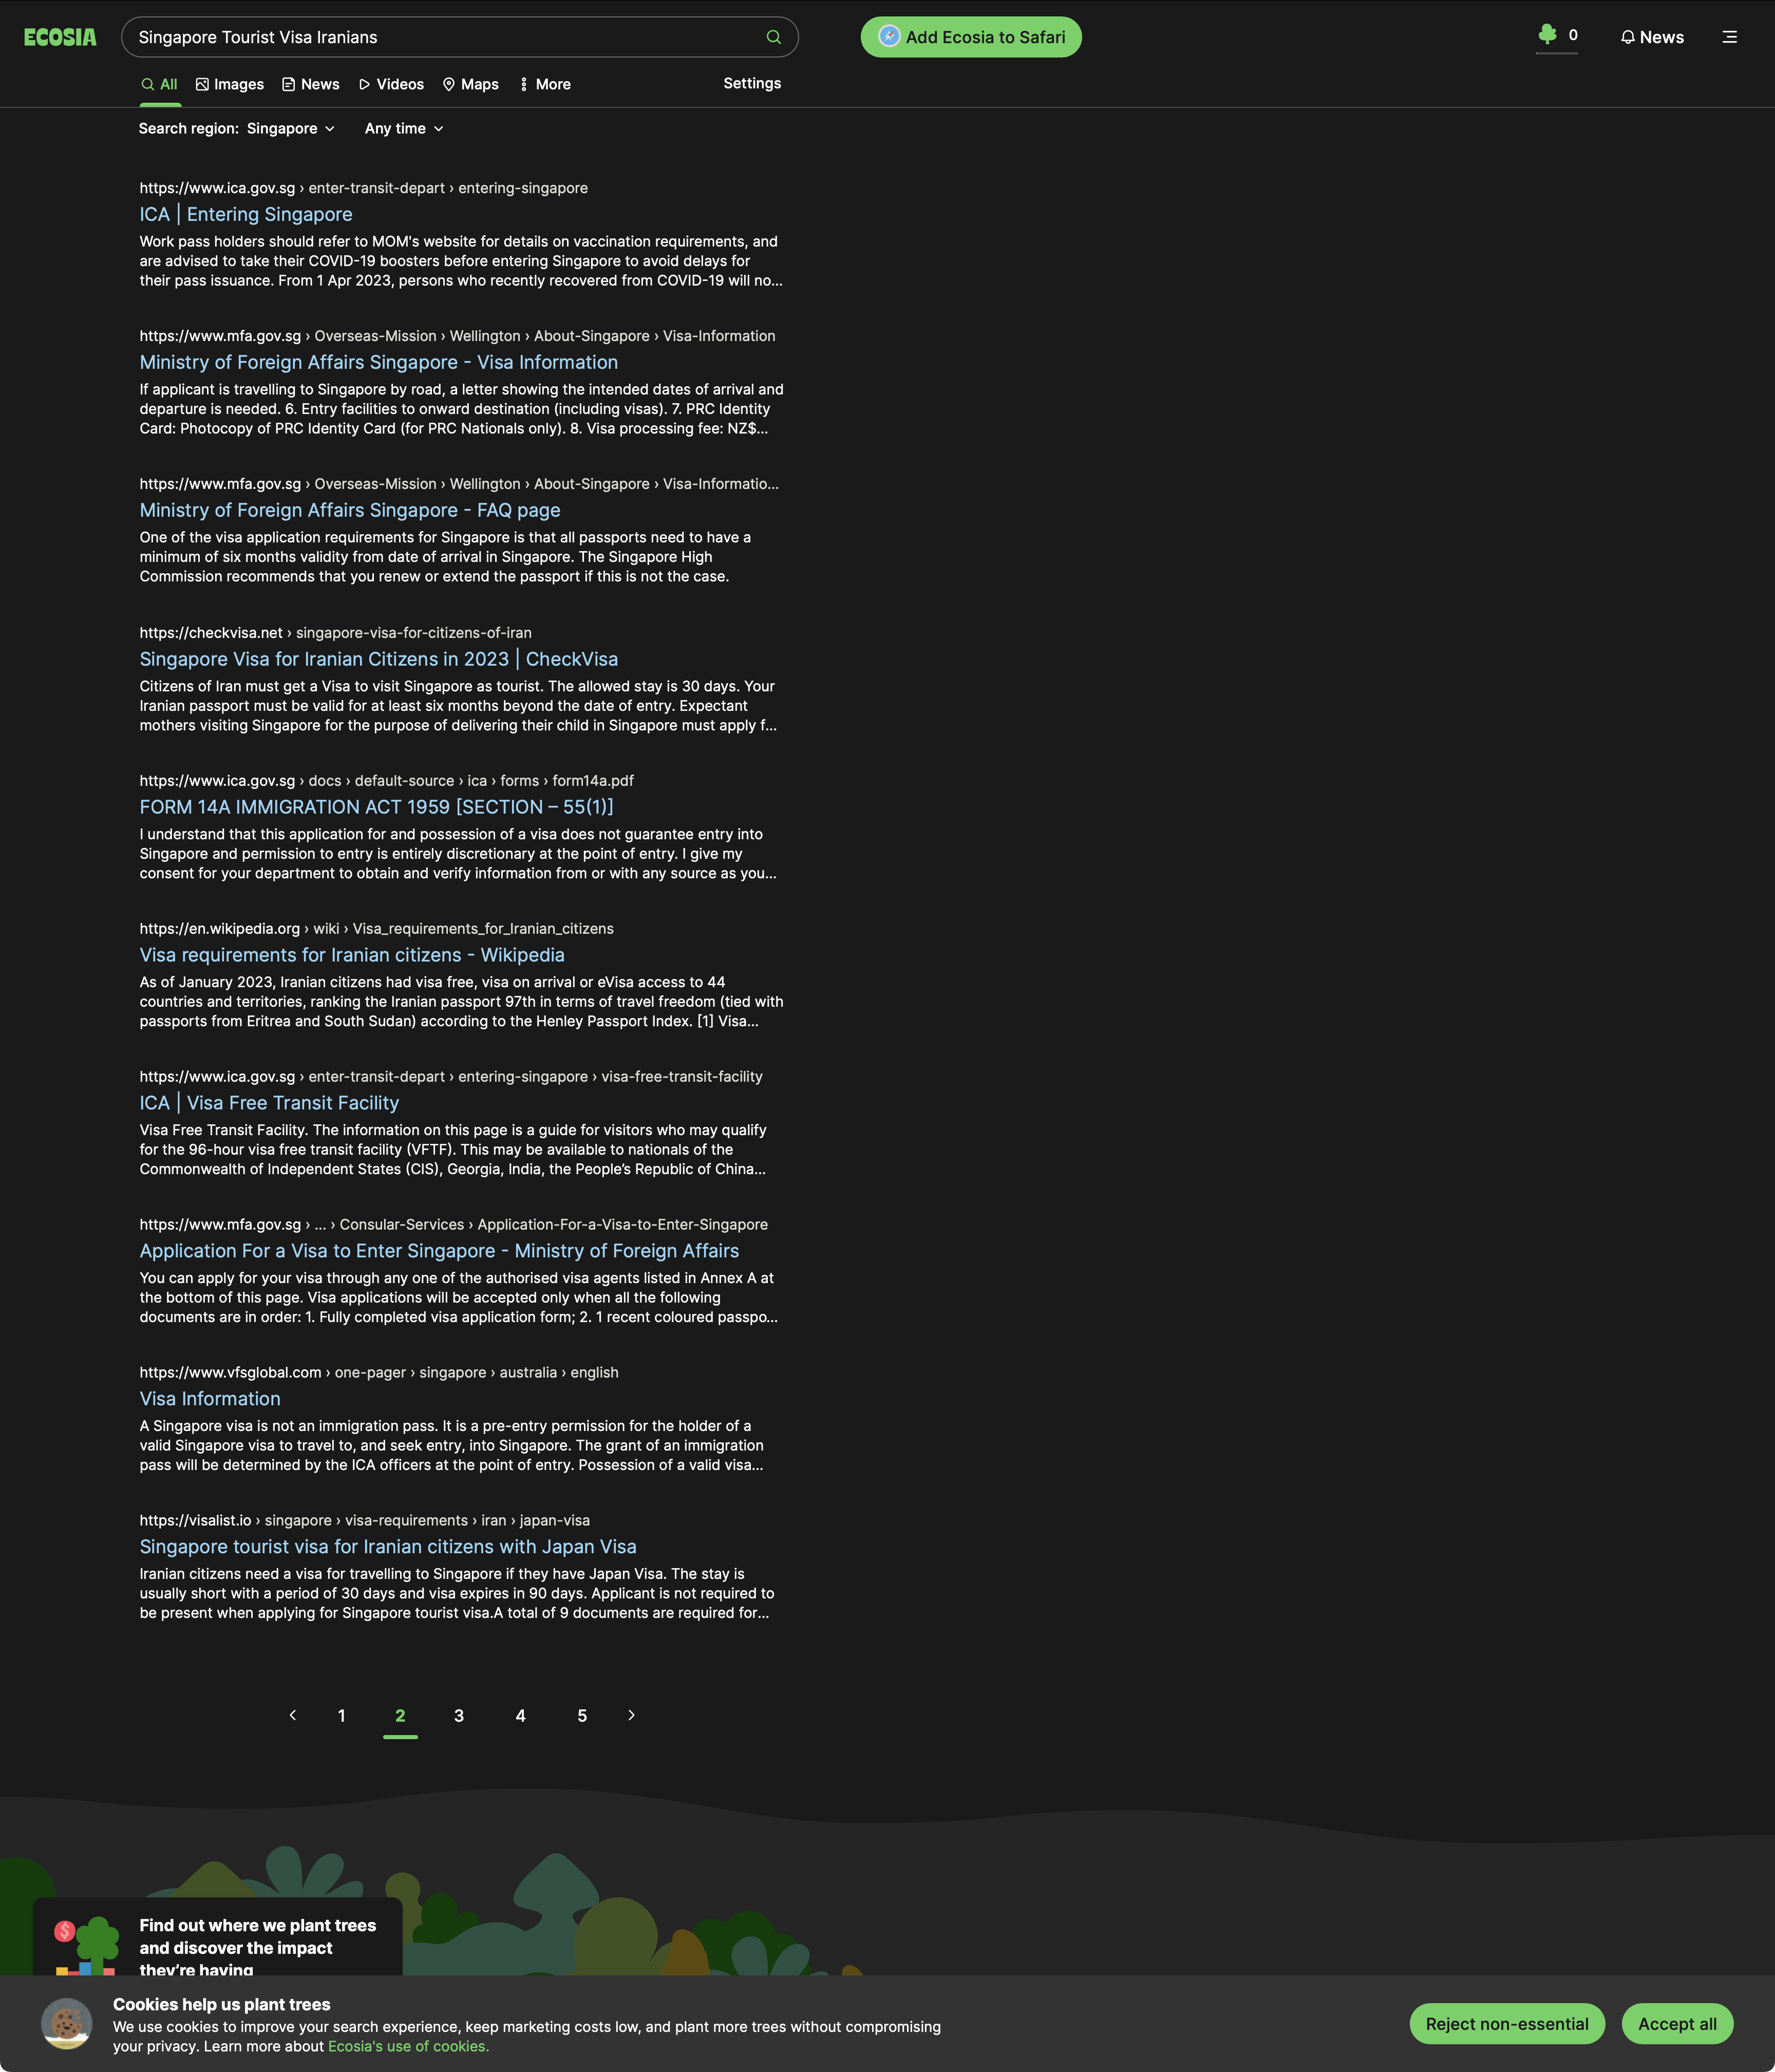 ECOSIA
Singapore Tourist Visa Iranians
Add Ecosia to Safari
0
News
All
Images
News
Videos
Maps
More
Settings
Search region: Singapore
Any time
https://www.ica.gov.sg › enter-transit-depart › entering-singapore
ICA | Entering Singapore
Work pass holders should refer to MOM's website for details on vaccination requirements, and
are advised to take their COVID-19 boosters before entering Singapore to avoid delays for
their pass issuance. From 1 Apr 2023, persons who recently recovered from COVID-19 will no...
https://www.mfa.gov.sg › Overseas-Mission › Wellington › About-Singapore › Visa-Information
Ministry of Foreign Affairs Singapore - Visa Information
If applicant is travelling to Singapore by road, a letter showing the intended dates of arrival and
departure is needed. 6. Entry facilities to onward destination (including visas). 7. PRC Identity
Card: Photocopy of PRC Identity Card (for PRC Nationals only). 8. Visa processing fee: NZ$...
https://www.mfa.gov.sg › Overseas-Mission › Wellington › About-Singapore › Visa-Informatio...
Ministry of Foreign Affairs Singapore - FAQ page
One of the visa application requirements for Singapore is that all passports need to have a
minimum of six months validity from date of arrival in Singapore. The Singapore High
Commission recommends that you renew or extend the passport if this is not the case.
https://checkvisa.net › singapore-visa-for-citizens-of-iran
Singapore Visa for Iranian Citizens in 2023 | CheckVisa
Citizens of Iran must get a Visa to visit Singapore as tourist. The allowed stay is 30 days. Your
Iranian passport must be valid for at least six months beyond the date of entry. Expectant
mothers visiting Singapore for the purpose of delivering their child in Singapore must apply f...
https://www.ica.gov.sg › docs › default-source › ica › forms › form14a.pdf
FORM 14A IMMIGRATION ACT 1959 [SECTION – 55(1)]
I understand that this application for and possession of a visa does not guarantee entry into
Singapore and permission to entry is entirely discretionary at the point of entry. I give my
consent for your department to obtain and verify information from or with any source as you...
https://en.wikipedia.org › wiki › Visa_requirements_for_Iranian_citizens
Visa requirements for Iranian citizens - Wikipedia
As of January 2023, Iranian citizens had visa free, visa on arrival or eVisa access to 44
countries and territories, ranking the Iranian passport 97th in terms of travel freedom (tied with
passports from Eritrea and South Sudan) according to the Henley Passport Index. [1] Visa...
https://www.ica.gov.sg › enter-transit-depart › entering-singapore › visa-free-transit-facility
ICA | Visa Free Transit Facility
Visa Free Transit Facility. The information on this page is a guide for visitors who may qualify
for the 96-hour visa free transit facility (VFTF). This may be available to nationals of the
Commonwealth of Independent States (CIS), Georgia, India, the People’s Republic of China...
https://www.mfa.gov.sg › ... › Consular-Services › Application-For-a-Visa-to-Enter-Singapore
Application For a Visa to Enter Singapore - Ministry of Foreign Affairs
You can apply for your visa through any one of the authorised visa agents listed in Annex A at
the bottom of this page. Visa applications will be accepted only when all the following
documents are in order: 1. Fully completed visa application form; 2. 1 recent coloured passpo...
https://www.vfsglobal.com › one-pager › singapore › australia › english
Visa Information
A Singapore visa is not an immigration pass. It is a pre-entry permission for the holder of a
valid Singapore visa to travel to, and seek entry, into Singapore. The grant of an immigration
pass will be determined by the ICA officers at the point of entry. Possession of a valid visa...
https://visalist.io › singapore › visa-requirements › iran › japan-visa
Singapore tourist visa for Iranian citizens with Japan Visa
Iranian citizens need a visa for travelling to Singapore if they have Japan Visa. The stay is
usually short with a period of 30 days and visa expires in 90 days. Applicant is not required to
be present when applying for Singapore tourist visa.A total of 9 documents are required for...
1 2 3 4 5
Find out where we plant trees
and discover the impact
they’re having
Cookies help us plant trees
We use cookies to improve your search experience, keep marketing costs low, and plant more trees without compromising
your privacy. Learn more about Ecosia's use of cookies.
Reject non-essential
Accept all